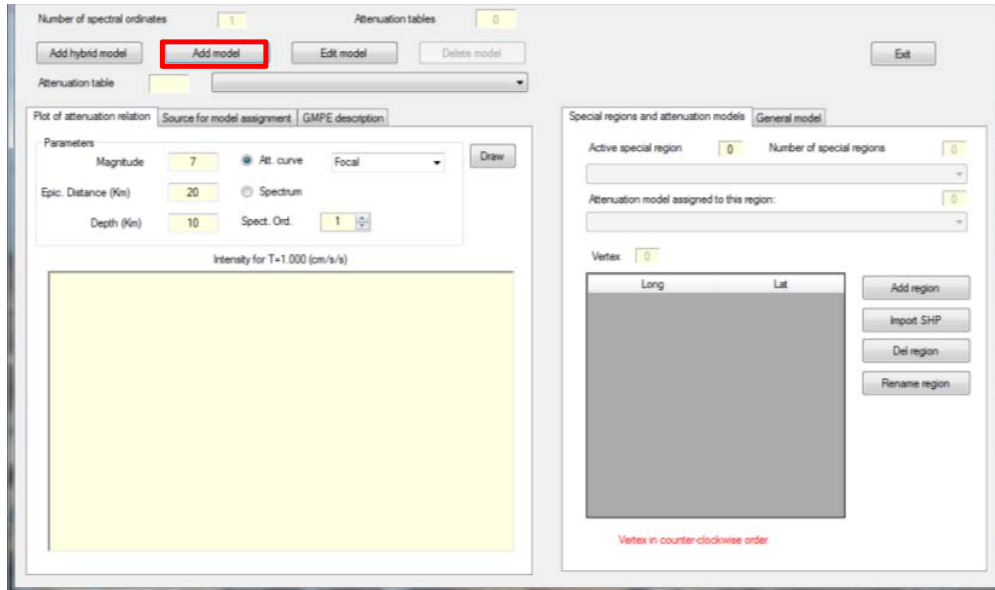 Number of spectral ordinates 1 Attenuation tables 0
Add hybrid model Add model Edit model Delete model Exit
Attenuation table
Plot of attenuation relation Source for model assignment GMPE description
Parameters
Magnitude 7 Att. curve Focal Draw
Epic. Distance (Km) 20 Spectrum
Depth (Km) 10 Spect. Ord. 1
Intensity for T=1.000 (cm/s/s)
Special regions and attenuation models General model
Active special region 0 Number of special regions 0
Attenuation model assigned to this region: 0
Vertex 0
Long Lat
Add region
Import SHP
Del region
Rename region
Vertex in counter-clockwise order